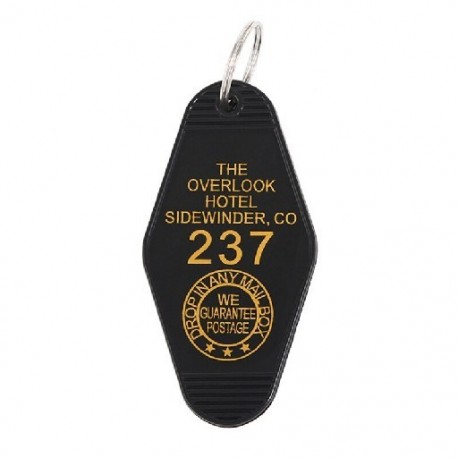 THE
OVERLOOK
HOTEL
SIDEWINDER, CO
237
DROP IN ANY MAIL BOX
WE
GUARANTEE
POSTAGE